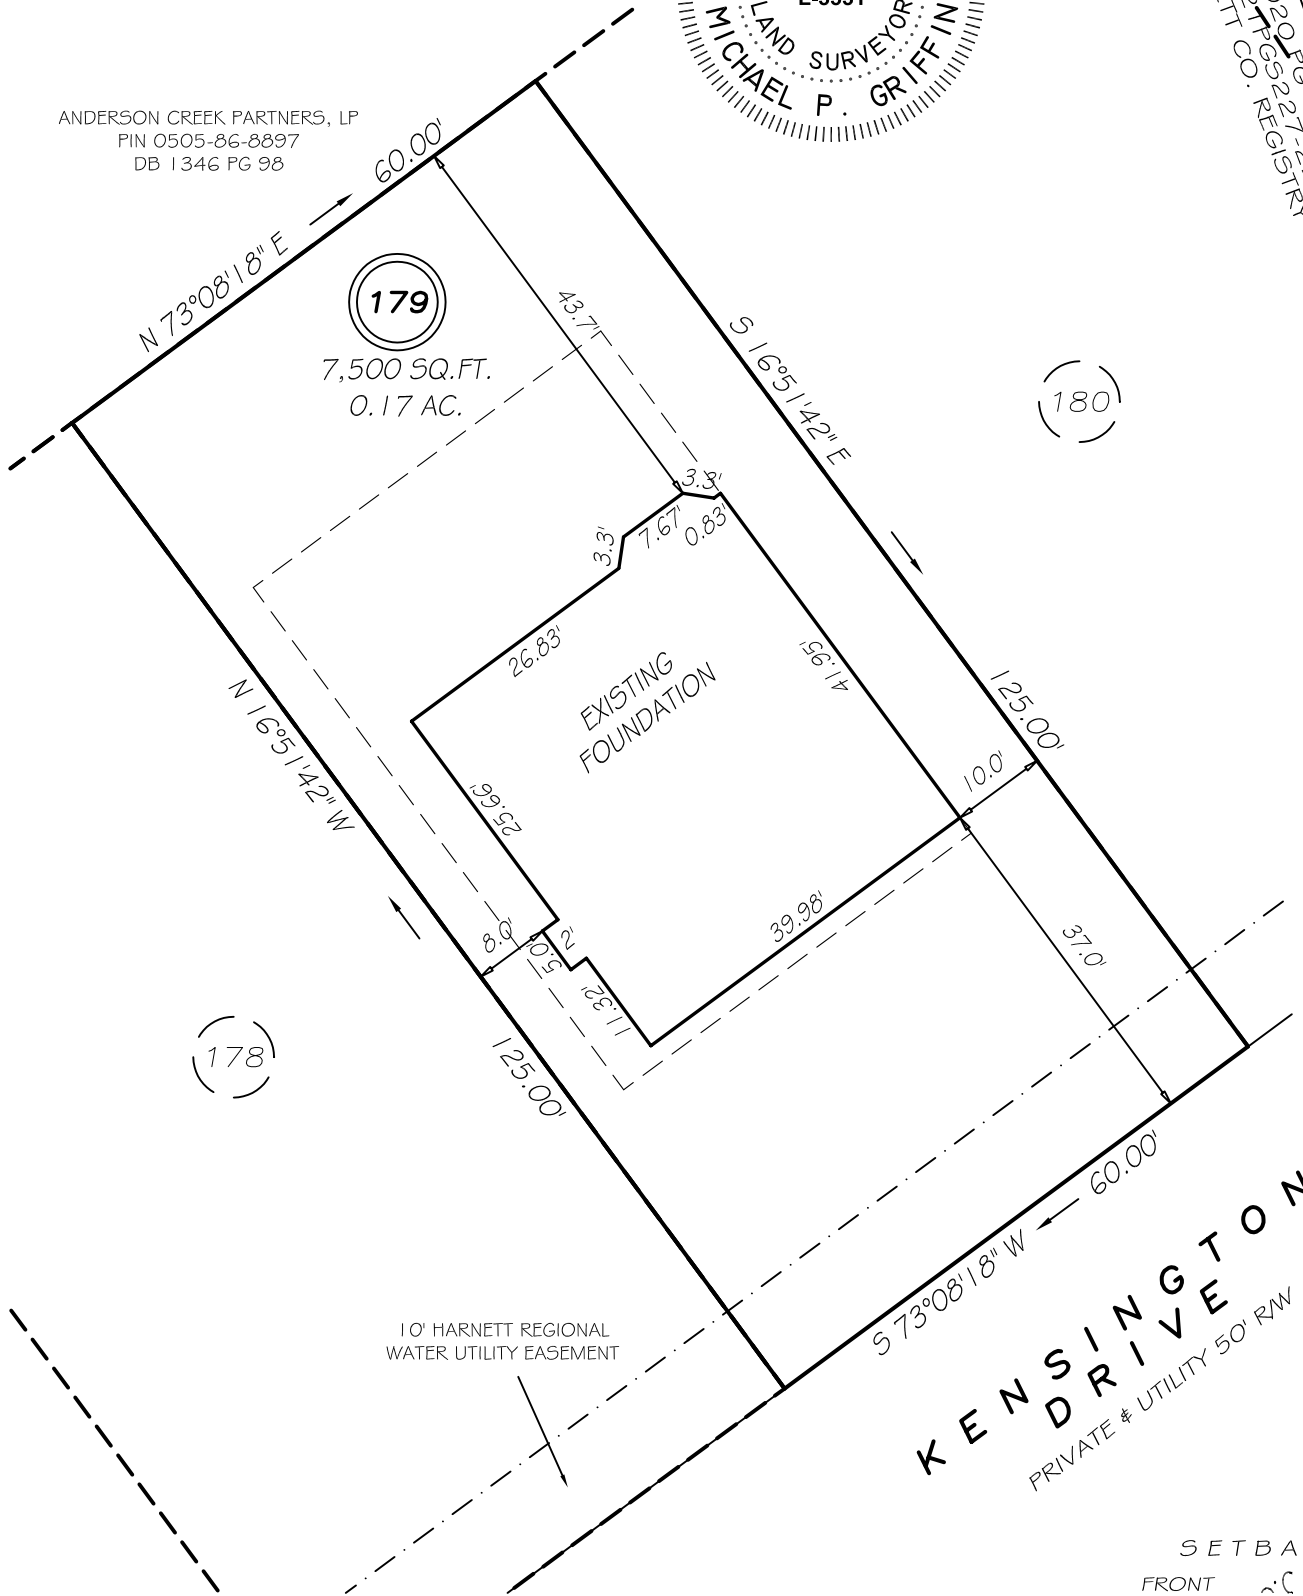 LAND SURVEYOR
MICHAEL P. GRIFFIN
CO. REGISTRY
ANDERSON CREEK PARTNERS, LP
PIN 0505-86-8897
DB 1346 PG 98
60.00'
N 73°08'18" E
179
7,500 SQ.FT.
0.17 AC.
43.7'
S 16°51'42" E
180
3.3'
7.67'
0.83'
3.3'
26.83'
EXISTING
FOUNDATION
41.95'
125.00'
N 16°51'42" W
25.66'
10.0'
8.0'
2'
5.0'
11.32'
39.98'
37.0'
178
125.00'
60.00'
S 73°08'18" W
10' HARNETT REGIONAL
WATER UTILITY EASEMENT
KENSINGTON
DRIVE
PRIVATE & UTILITY 50' R/W
SETBA
FRONT